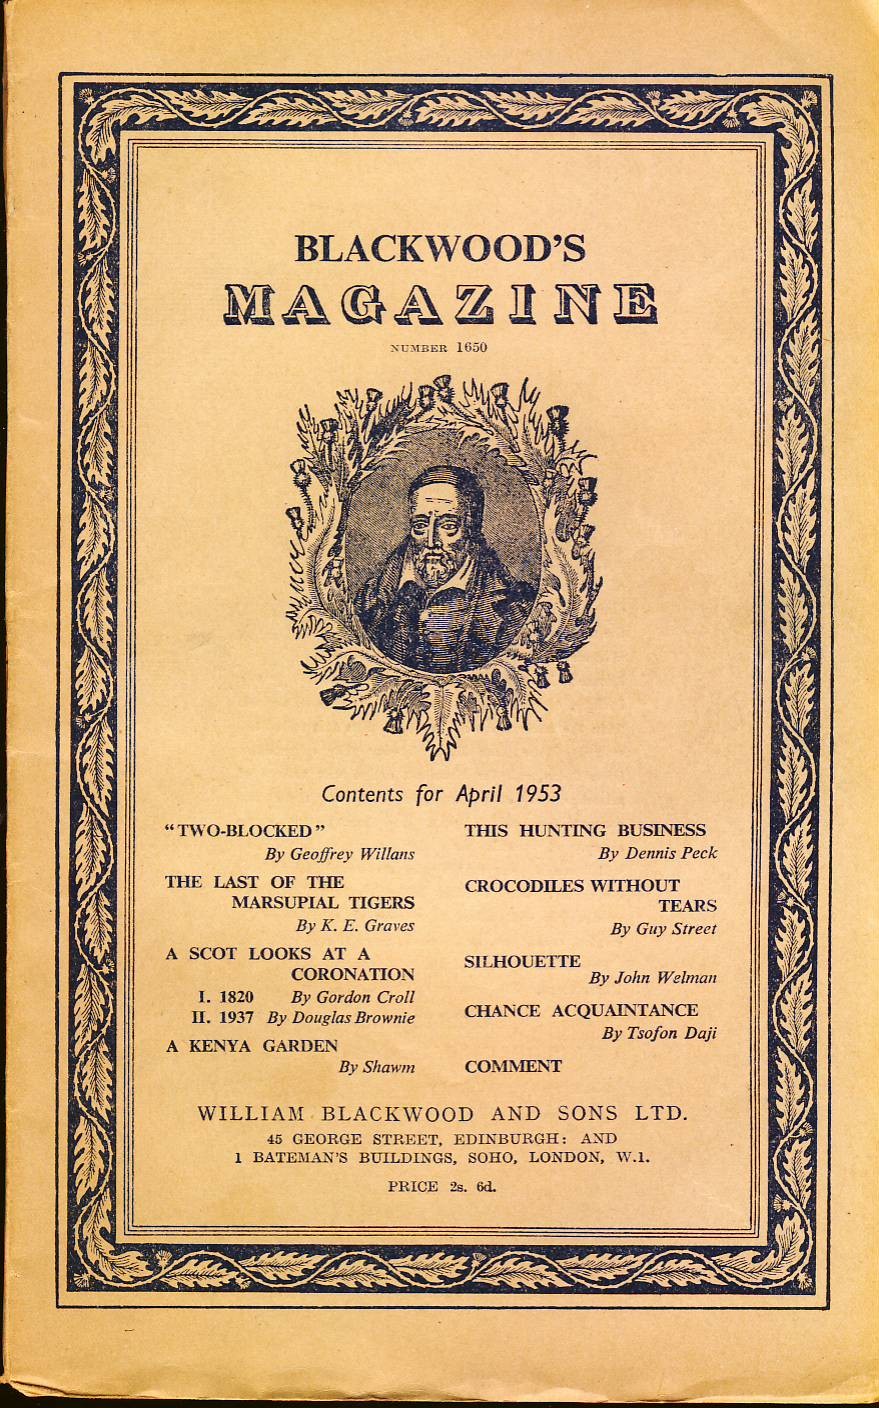 BLACKWOOD'S
MAGAZINE
NUMBER 1650
Contents for April 1953
"TWO-BLOCKED"
By Geoffrey Willans
THE LAST OF THE
MARSUPIAL TIGERS
By K. E. Graves
A SCOT LOOKS AT A
CORONATION
I. 1820 By Gordon Croll
II. 1937 By Douglas Brownie
A KENYA GARDEN
By Shawm
THIS HUNTING BUSINESS
By Dennis Peck
CROCODILES WITHOUT
TEARS
By Guy Street
SILHOUETTE
By John Welman
CHANCE ACQUAINTANCE
By Tsofon Daji
COMMENT
WILLIAM BLACKWOOD AND SONS LTD.
45 GEORGE STREET, EDINBURGH: AND
1 BATEMAN'S BUILDINGS, SOHO, LONDON, W.1.
PRICE 2s. 6d.